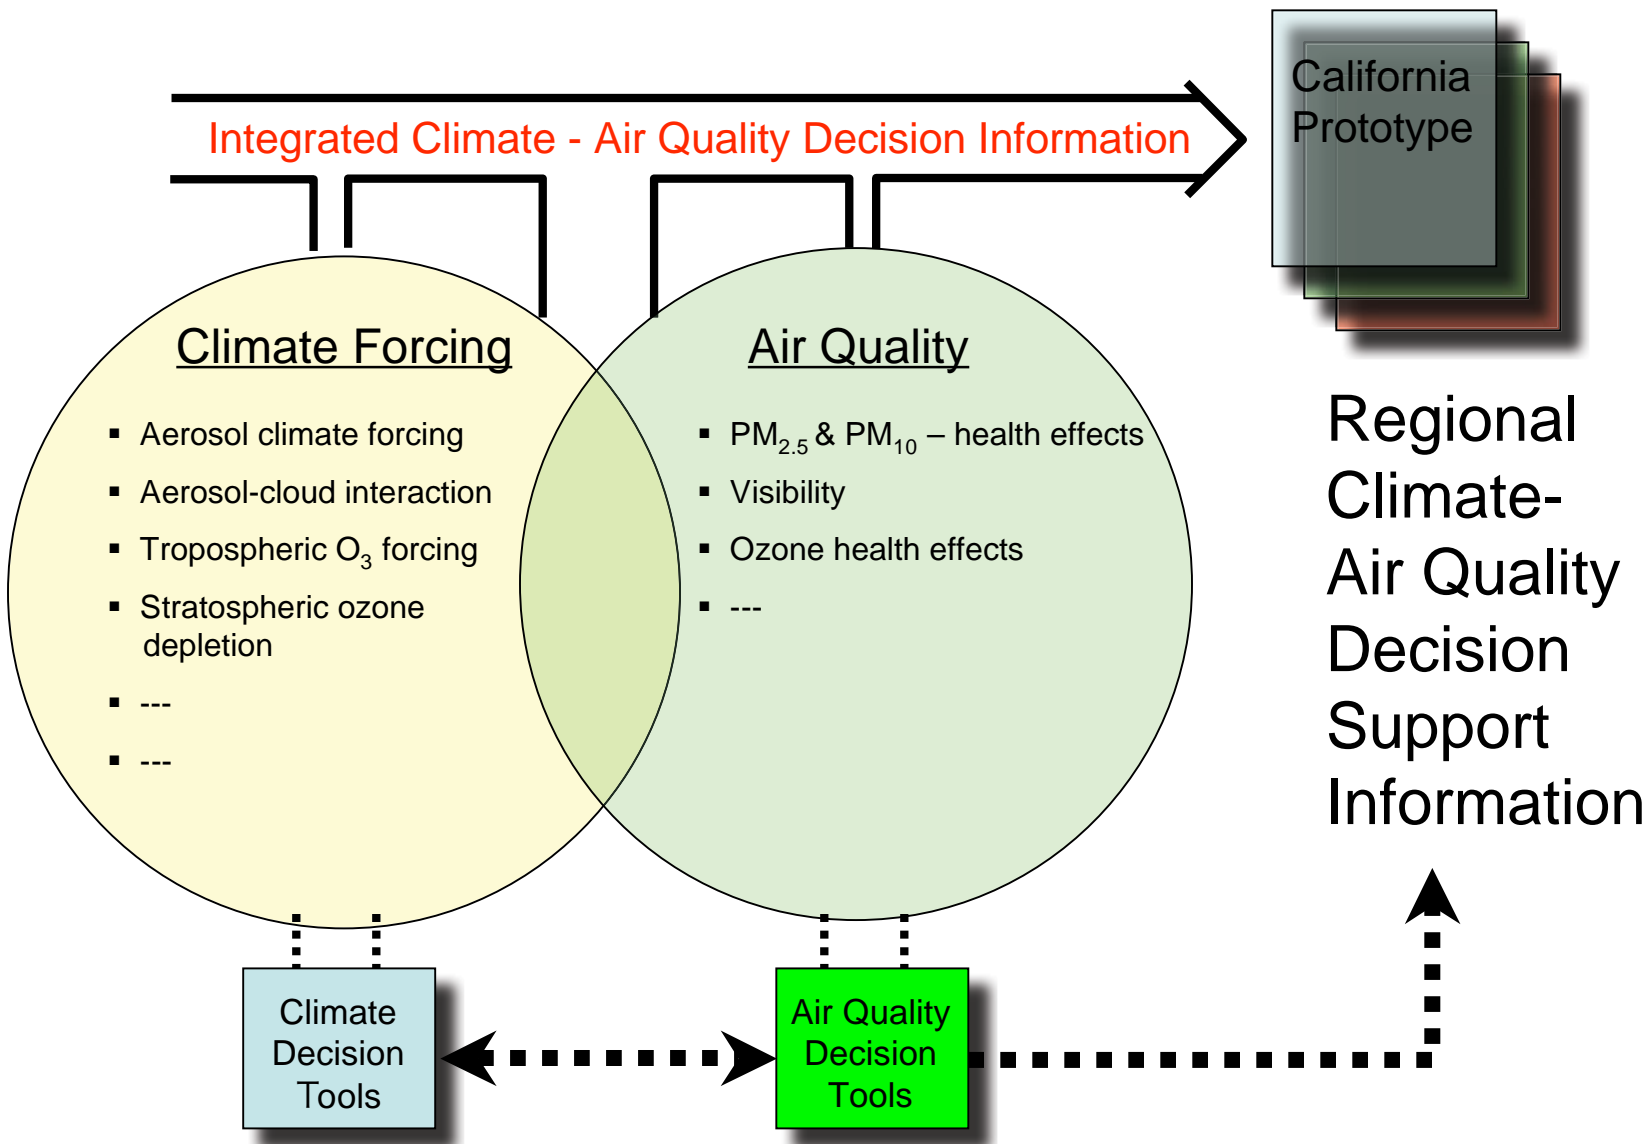 California
Prototype
Integrated Climate - Air Quality Decision Information
Climate Forcing
▪ Aerosol climate forcing
▪ Aerosol-cloud interaction
▪ Tropospheric O₃ forcing
▪ Stratospheric ozone
depletion
▪ ---
▪ ---
Air Quality
▪ PM₂.₅ & PM₁₀ – health effects
▪ Visibility
▪ Ozone health effects
▪ ---
Regional
Climate-
Air Quality
Decision
Support
Information
Climate
Decision
Tools
Air Quality
Decision
Tools